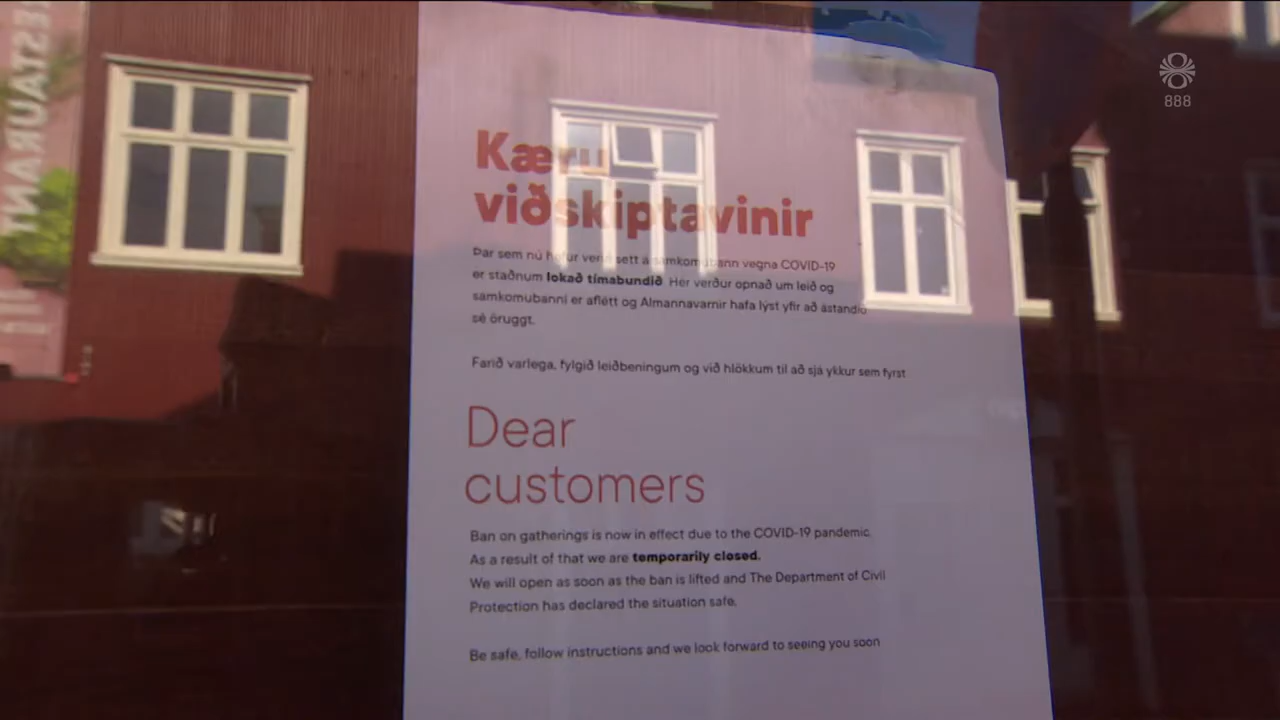 RESTAURANT
888
Kæru
viðskiptavinir
Þar sem nú hefur verið sett á samkomubann vegna COVID-19
er staðnum lokað tímabundið. Hér verður opnað um leið og
samkomubanni er aflétt og Almannavarnir hafa lýst yfir að ástandið
sé öruggt.
Farið varlega, fylgið leiðbeiningum og við hlökkum til að sjá ykkur sem fyrst
Dear
customers
Ban on gatherings is now in effect due to the COVID-19 pandemic.
As a result of that we are temporarily closed.
We will open as soon as the ban is lifted and The Department of Civil
Protection has declared the situation safe.
Be safe, follow instructions and we look forward to seeing you soon